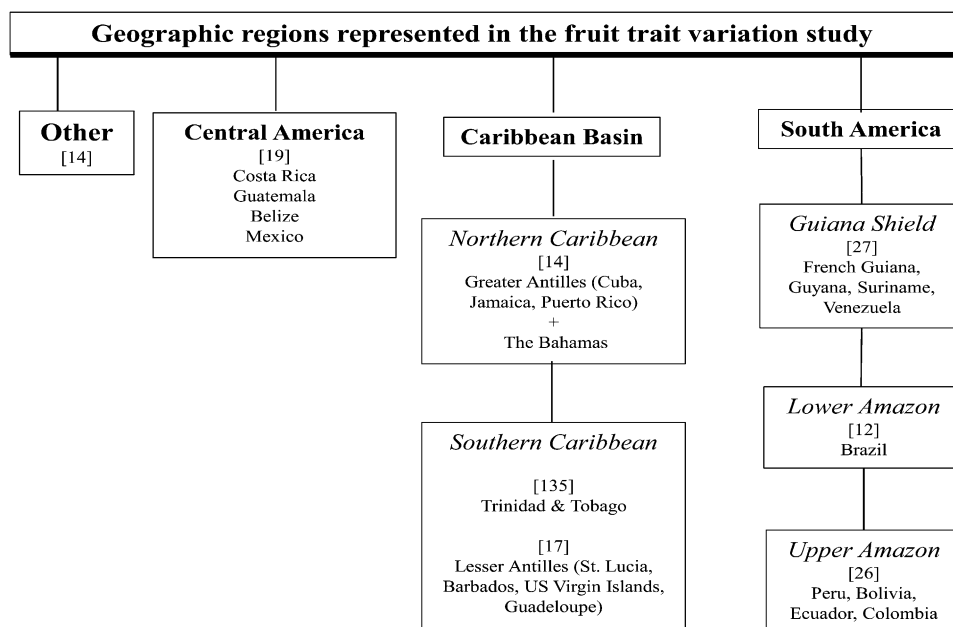 Geographic regions represented in the fruit trait variation study
Other
[14]
Central America
[19]
Costa Rica
Guatemala
Belize
Mexico
Caribbean Basin
Northern Caribbean
[14]
Greater Antilles (Cuba,
Jamaica, Puerto Rico)
+
The Bahamas
Southern Caribbean
[135]
Trinidad & Tobago
[17]
Lesser Antilles (St. Lucia,
Barbados, US Virgin Islands,
Guadeloupe)
South America
Guiana Shield
[27]
French Guiana,
Guyana, Suriname,
Venezuela
Lower Amazon
[12]
Brazil
Upper Amazon
[26]
Peru, Bolivia,
Ecuador, Colombia